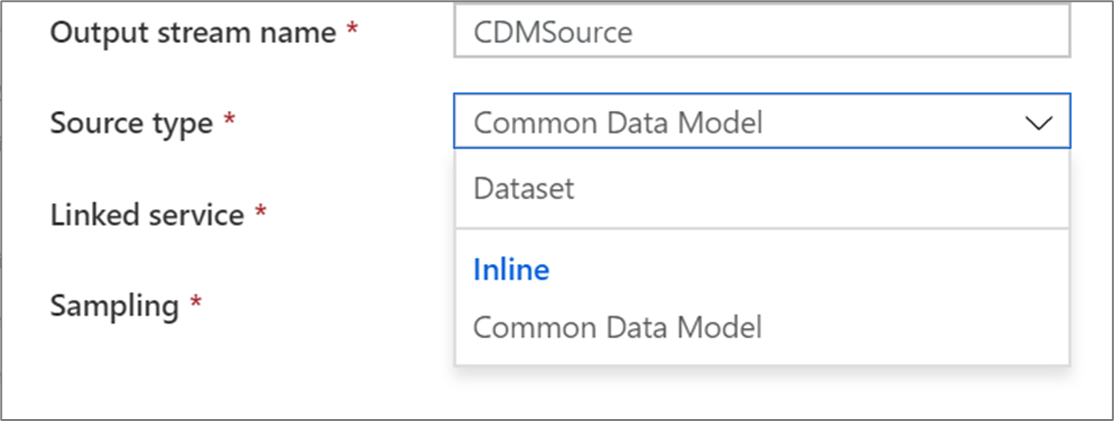 Output stream name *
CDMSource
Source type *
Common Data Model
Dataset
Linked service *
Inline
Sampling *
Common Data Model